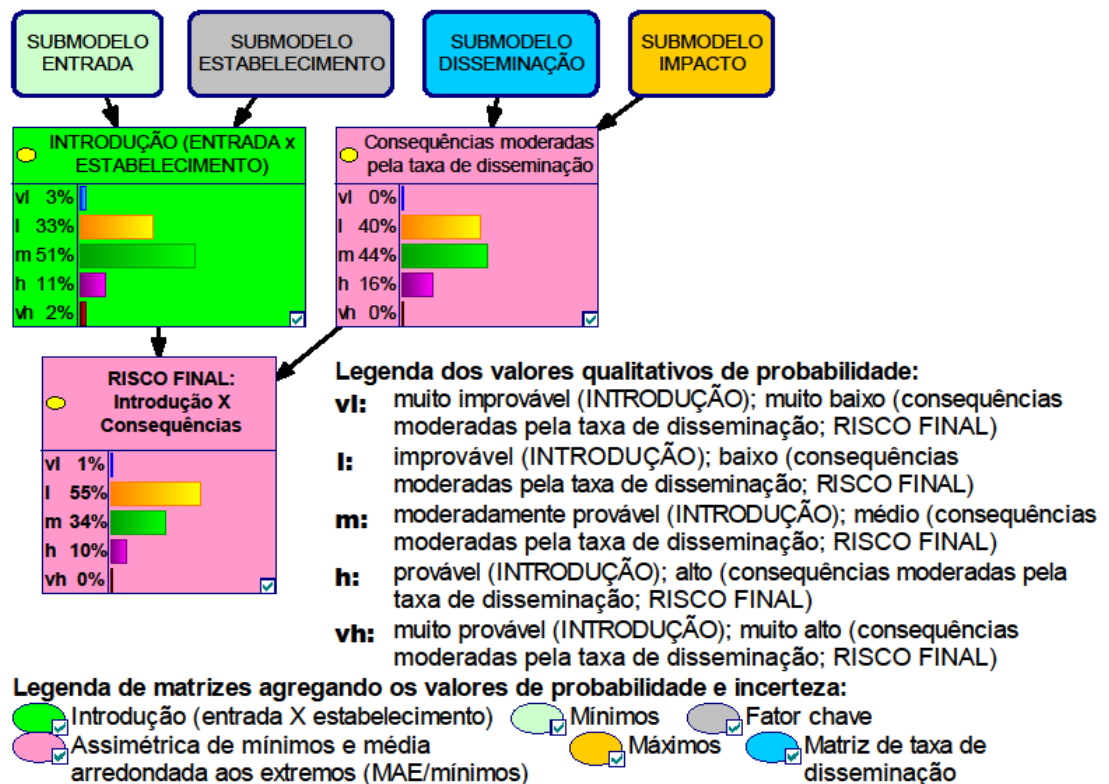 SUBMODELO
ENTRADA
SUBMODELO
ESTABELECIMENTO
SUBMODELO
DISSEMINAÇÃO
SUBMODELO
IMPACTO
INTRODUÇÃO (ENTRADA x
ESTABELECIMENTO)
vl 3%
l 33%
m 51%
h 11%
vh 2%
Consequências moderadas
pela taxa de disseminação
vl 0%
l 40%
m 44%
h 16%
vh 0%
RISCO FINAL:
Introdução X
Consequências
vl 1%
l 55%
m 34%
h 10%
vh 0%
Legenda dos valores qualitativos de probabilidade:
vl: muito improvável (INTRODUÇÃO); muito baixo (consequências
moderadas pela taxa de disseminação; RISCO FINAL)
l: improvável (INTRODUÇÃO); baixo (consequências
moderadas pela taxa de disseminação; RISCO FINAL)
m: moderadamente provável (INTRODUÇÃO); médio (consequências
moderadas pela taxa de disseminação; RISCO FINAL)
h: provável (INTRODUÇÃO); alto (consequências moderadas pela
taxa de disseminação; RISCO FINAL)
vh: muito provável (INTRODUÇÃO); muito alto (consequências
moderadas pela taxa de disseminação; RISCO FINAL)
Legenda de matrizes agregando os valores de probabilidade e incerteza:
Introdução (entrada X estabelecimento) Mínimos Fator chave
Assimétrica de mínimos e média Máximos Matriz de taxa de
arredondada aos extremos (MAE/mínimos) disseminação